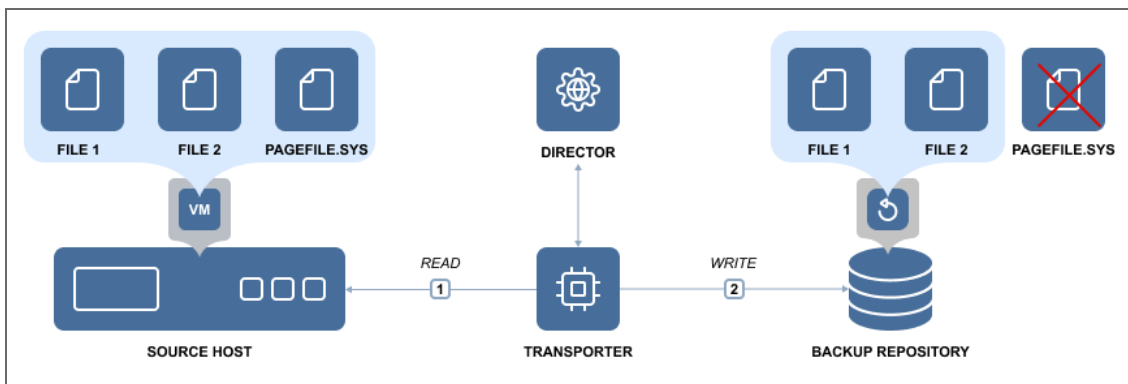 FILE 1
FILE 2
PAGEFILE.SYS
DIRECTOR
FILE 1
FILE 2
PAGEFILE.SYS
VM
READ
1
WRITE
2
SOURCE HOST
TRANSPORTER
BACKUP REPOSITORY